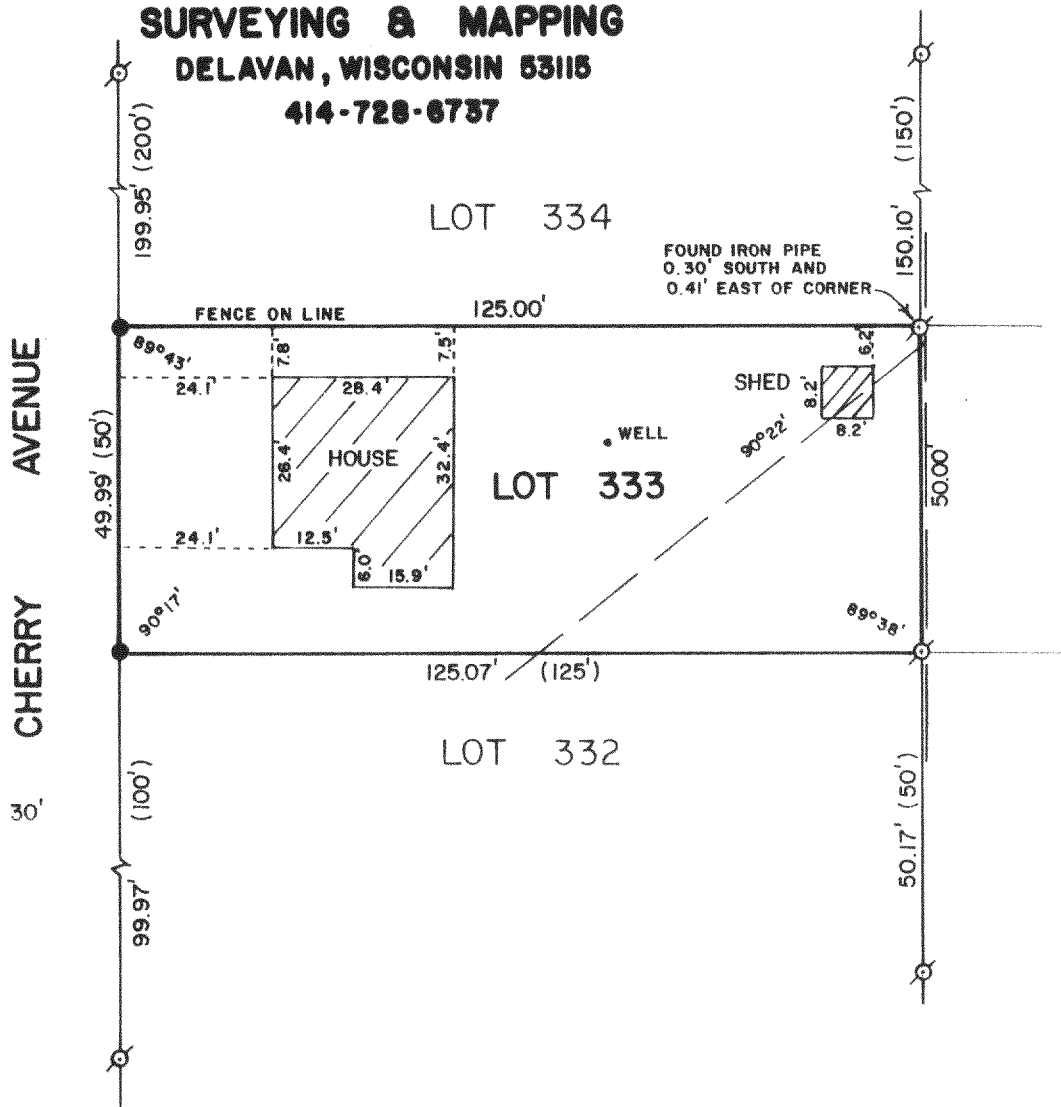 SURVEYING & MAPPING
DELAVAN, WISCONSIN 53115
414-728-6737
199.95' (200')
(150')
150.10'
LOT 334
FOUND IRON PIPE
0.30' SOUTH AND
0.41' EAST OF CORNER
FENCE ON LINE
125.00'
89°43'
7.8'
7.5'
6.2'
24.1'
28.4'
SHED
8.2'
8.2'
CHERRY AVENUE
49.99' (50')
26.4'
HOUSE
32.4'
WELL
90°22'
LOT 333
50.00'
24.1'
12.5'
6.0'
15.9'
90°17'
89°38'
125.07' (125')
LOT 332
30'
(100')
99.97'
50.17' (50')